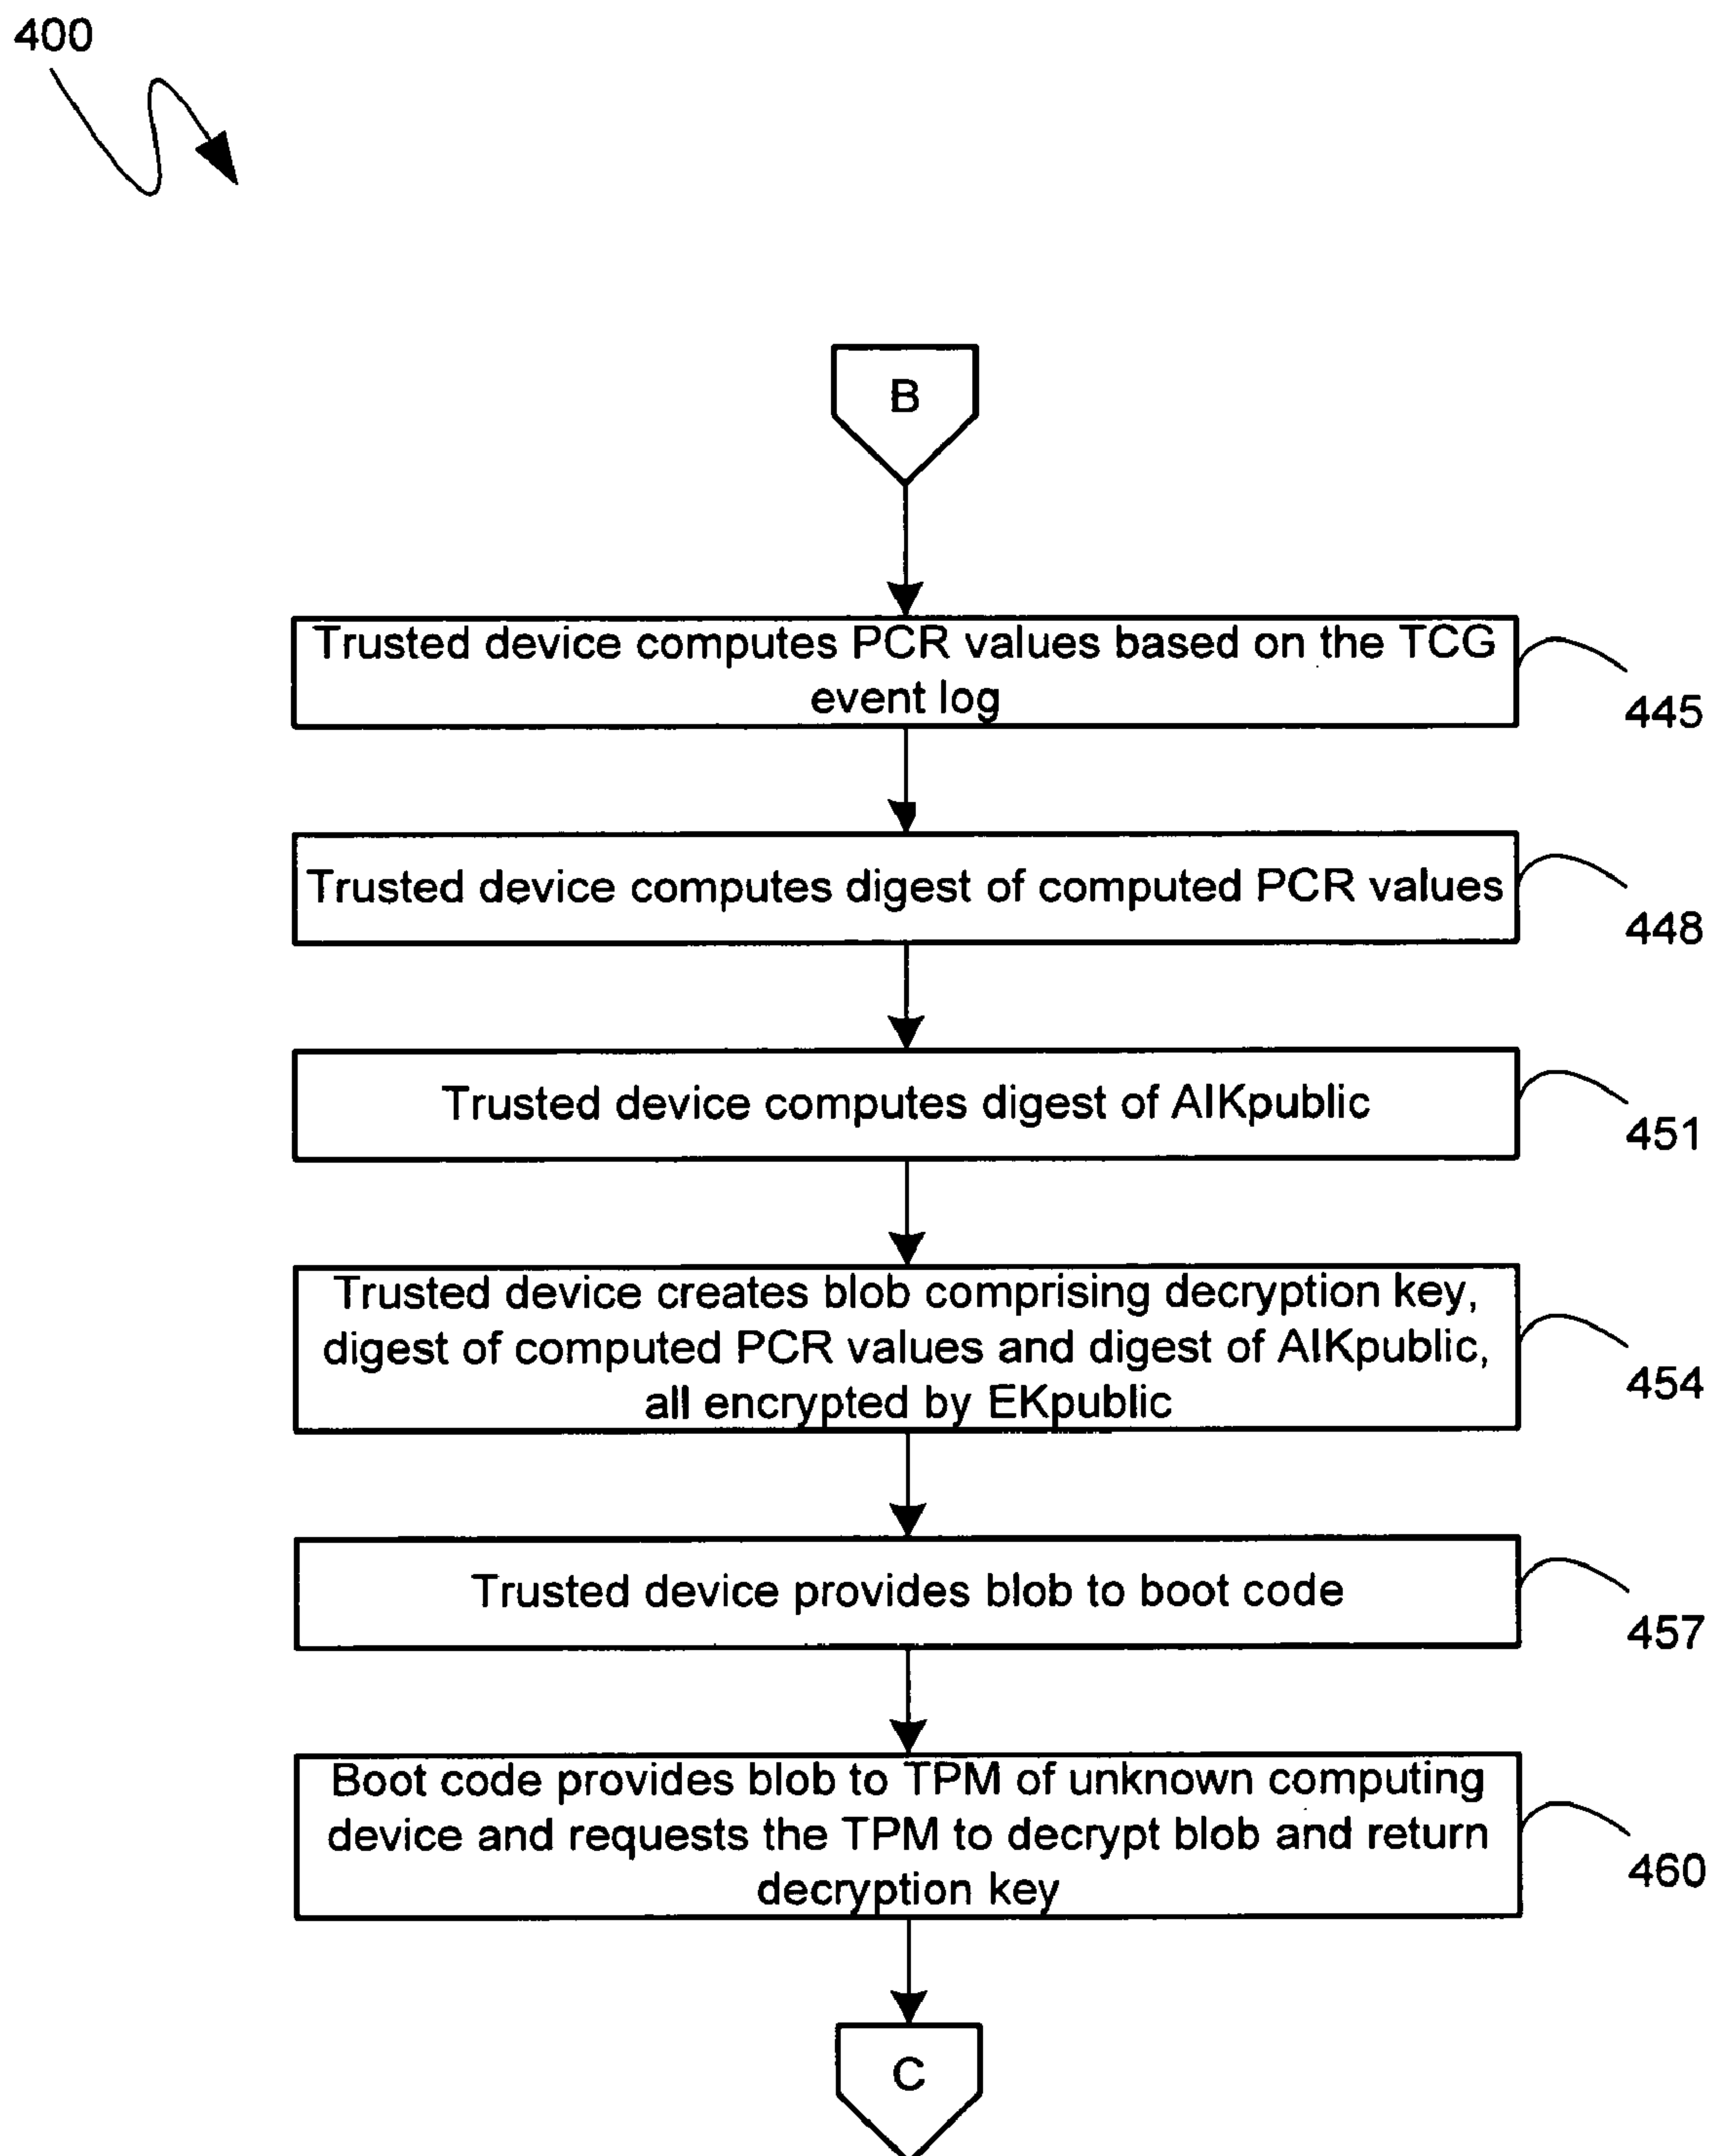 400
B
Trusted device computes PCR values based on the TCG
event log
445
Trusted device computes digest of computed PCR values
448
Trusted device computes digest of AIKpublic
451
Trusted device creates blob comprising decryption key,
digest of computed PCR values and digest of AIKpublic,
all encrypted by EKpublic
454
Trusted device provides blob to boot code
457
Boot code provides blob to TPM of unknown computing
device and requests the TPM to decrypt blob and return
decryption key
460
C